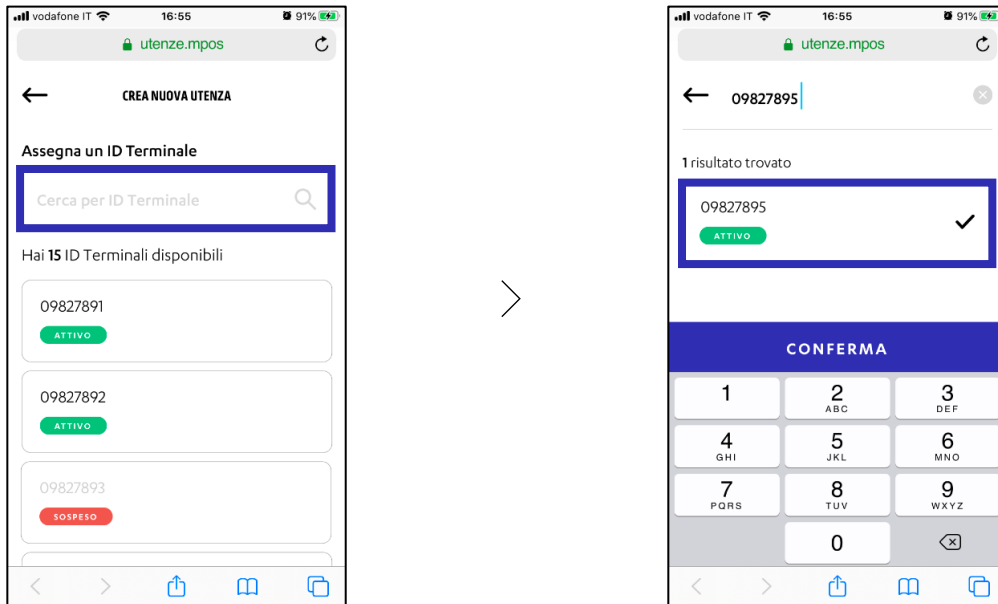 vodafone IT 16:55 91%
utenze.mpos
CREA NUOVA UTENZA
Assegna un ID Terminale
Cerca per ID Terminale
Hai 15 ID Terminali disponibili
09827891
ATTIVO
09827892
ATTIVO
09827893
SOSPESO
vodafone IT 16:55 91%
utenze.mpos
09827895
1 risultato trovato
09827895
ATTIVO
CONFERMA
1 2 3
ABC DEF
4 5 6
GHI JKL MNO
7 8 9
PQRS TUV WXYZ
0